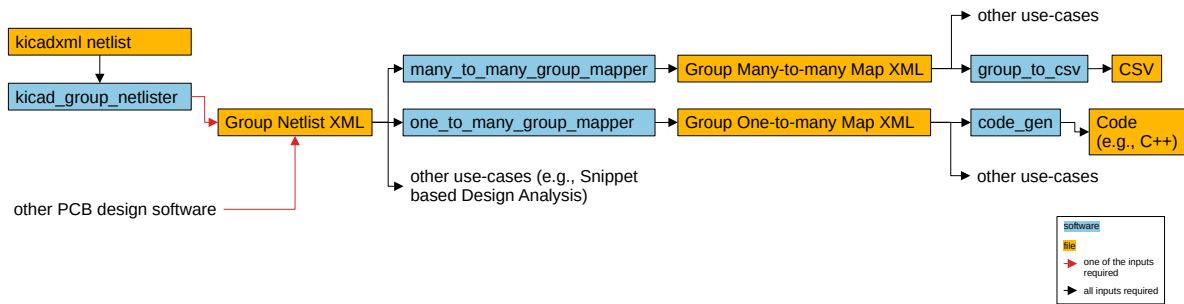 kicadxml netlist
kicad_group_netlister
Group Netlist XML
other PCB design software
many_to_many_group_mapper
one_to_many_group_mapper
other use-cases (e.g., Snippet
based Design Analysis)
Group Many-to-many Map XML
Group One-to-many Map XML
other use-cases
group_to_csv
CSV
code_gen
Code
(e.g., C++)
other use-cases
software
file
one of the inputs
required
all inputs required